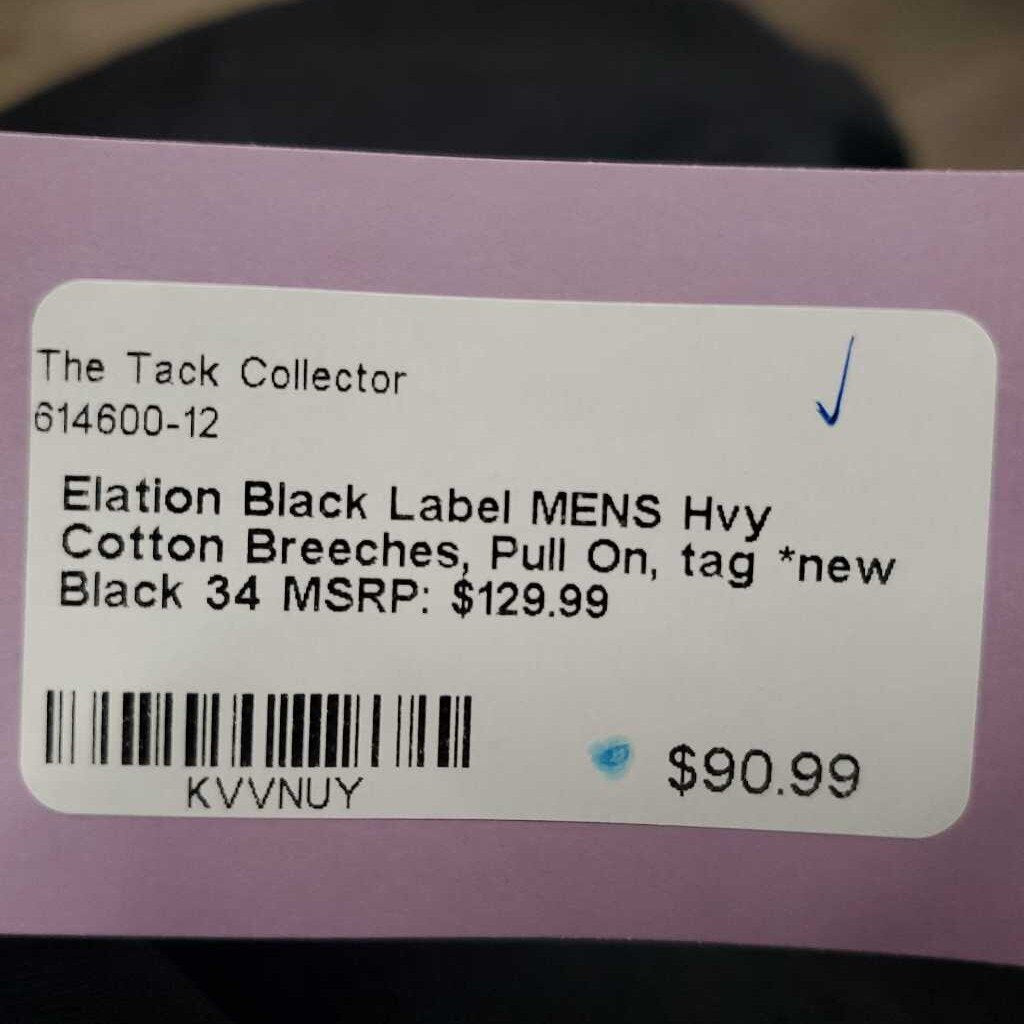 The Tack Collector
614600-12
Elation Black Label MENS Hvy
Cotton Breeches, Pull On, tag *new
Black 34 MSRP: $129.99
KVVNUY
$90.99